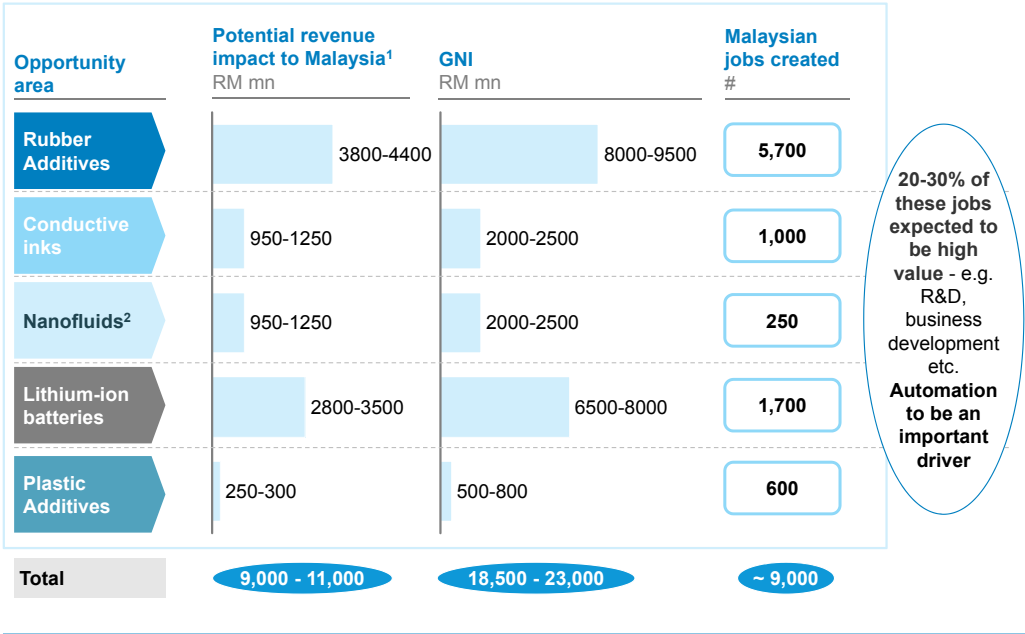 Opportunity
area
Potential revenue
impact to Malaysia¹
RM mn
GNI
RM mn
Malaysian
jobs created
#
Rubber
Additives
3800-4400
8000-9500
5,700
Conductive
inks
950-1250
2000-2500
1,000
Nanofluids²
950-1250
2000-2500
250
Lithium-ion
batteries
2800-3500
6500-8000
1,700
Plastic
Additives
250-300
500-800
600
20-30% of
these jobs
expected to
be high
value - e.g.
R&D,
business
development
etc.
Automation
to be an
important
driver
Total
9,000 - 11,000
18,500 - 23,000
~ 9,000